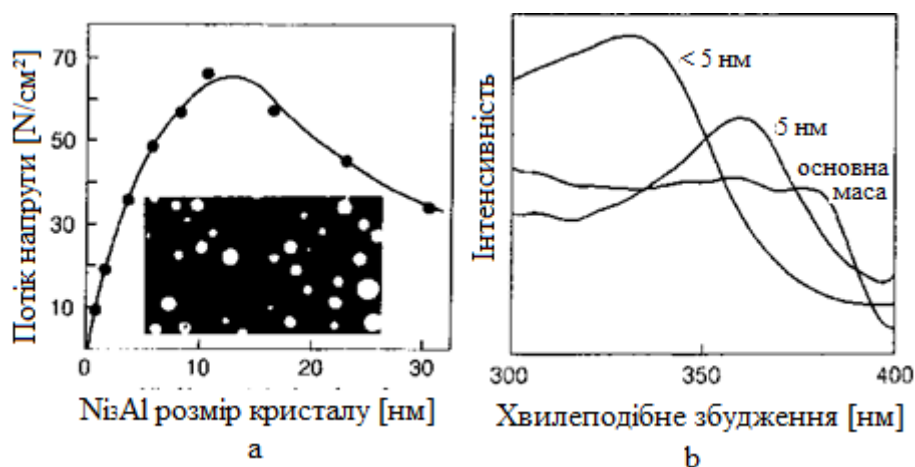 Потік напруги [N/см²]
70
50
30
10
0
10
20
30
Ni₃Al розмір кристалу [нм]
a
Інтенсивність
< 5 нм
5 нм
основна
маса
300
350
400
Хвилеподібне збудження [нм]
b